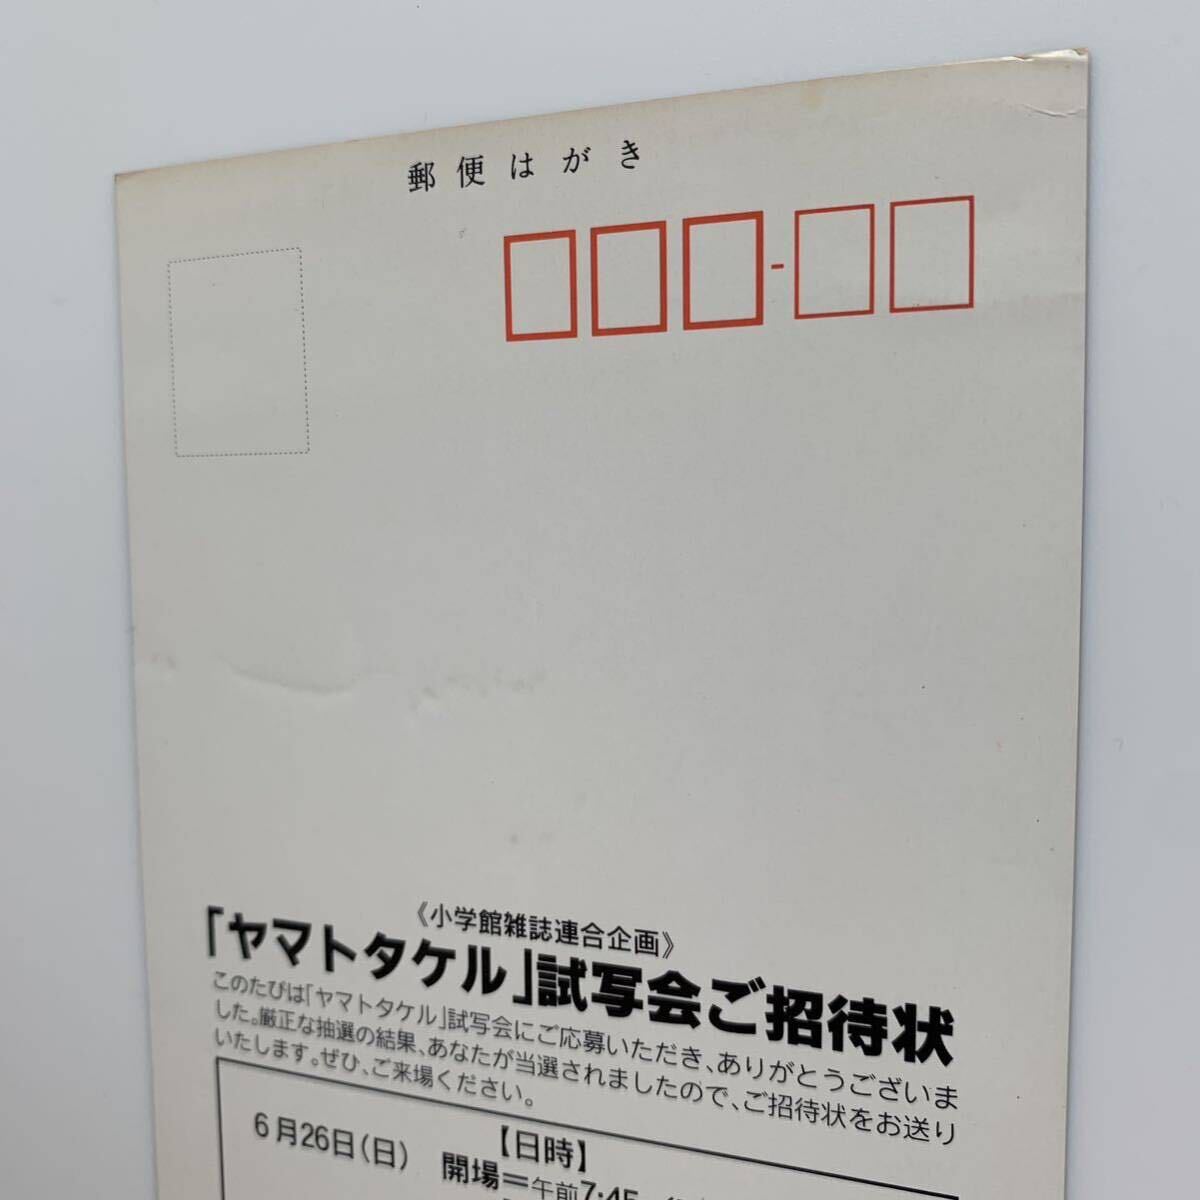 郵便はがき
-
《小学館雑誌連合企画》
「ヤマトタケル」試写会ご招待状
このたびは「ヤマトタケル」試写会にご応募いただき、ありがとうございま
した。厳正な抽選の結果、あなたが当選されましたので、ご招待状をお送り
いたします。ぜひ、ご来場ください。
【日時】
6月26日(日) 開場=午前7:45